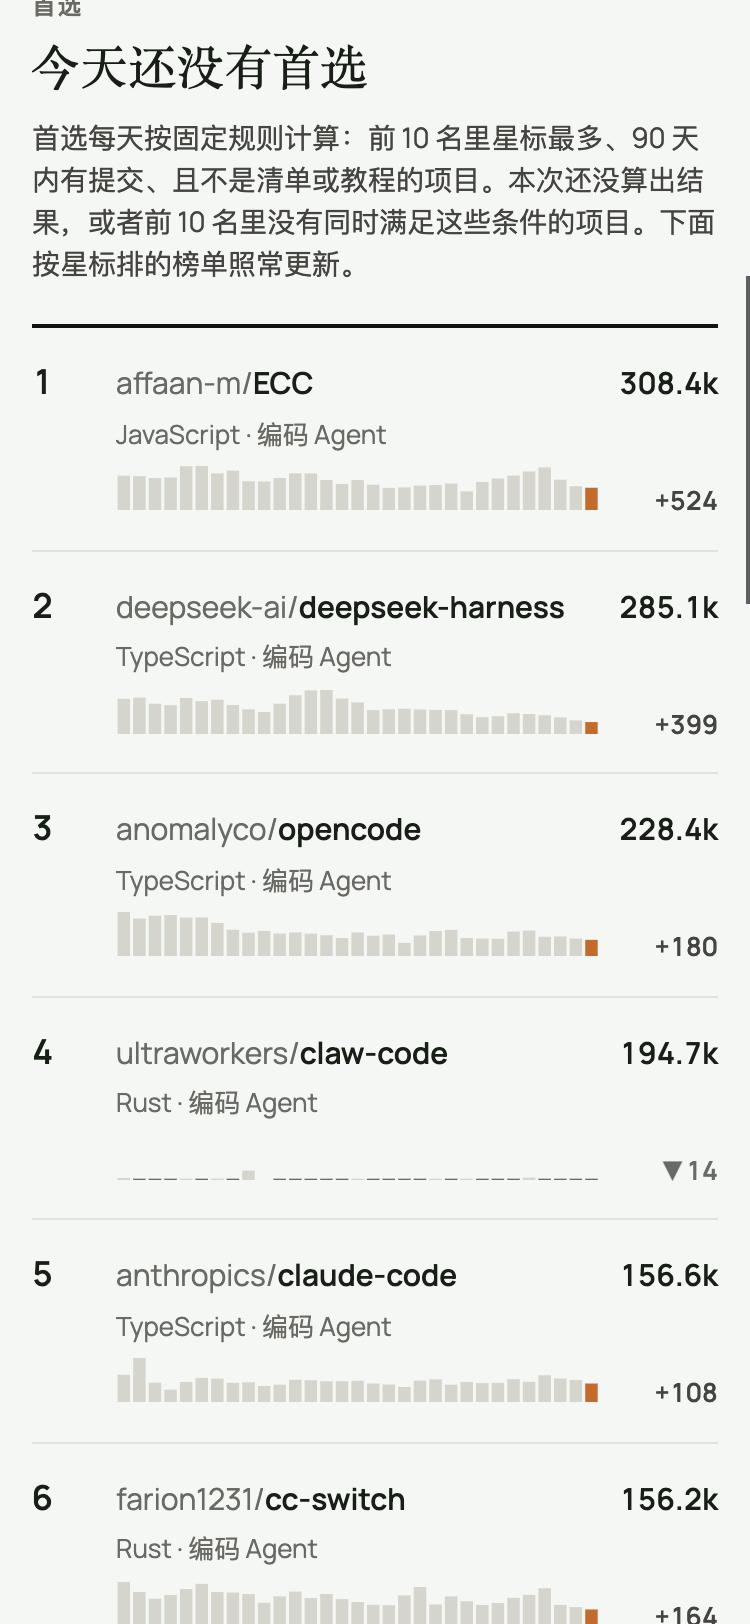 首选
今天还没有首选
首选每天按固定规则计算：前 10 名里星标最多、90 天
内有提交、且不是清单或教程的项目。本次还没算出结
果，或者前 10 名里没有同时满足这些条件的项目。下面
按星标排的榜单照常更新。
1 affaan-m/ECC 308.4k
JavaScript · 编码 Agent
+524
2 deepseek-ai/deepseek-harness 285.1k
TypeScript · 编码 Agent
+399
3 anomalyco/opencode 228.4k
TypeScript · 编码 Agent
+180
4 ultraworkers/claw-code 194.7k
Rust · 编码 Agent
▼14
5 anthropics/claude-code 156.6k
TypeScript · 编码 Agent
+108
6 farion1231/cc-switch 156.2k
Rust · 编码 Agent
+164